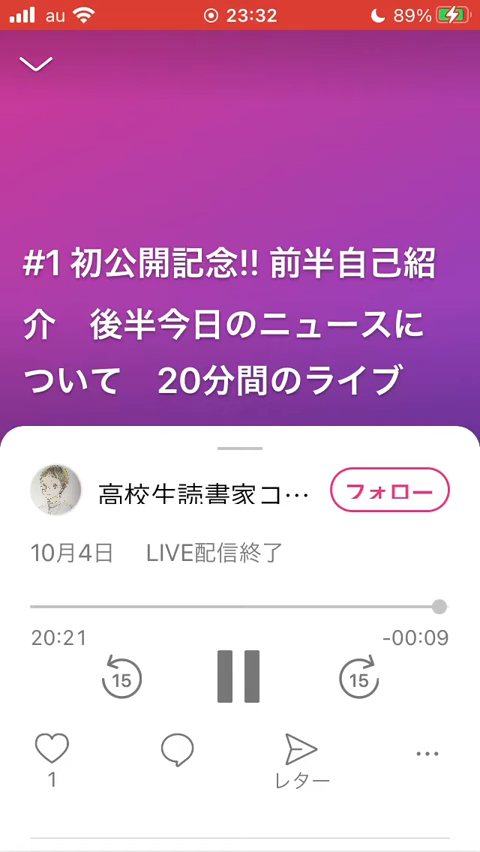 au 23:32 89%
#1 初公開記念!! 前半自己紹
介　後半今日のニュースに
ついて　20分間のライブ
高校生読書家コ… フォロー
10月4日　LIVE配信終了
20:21 -00:09
15 15
1 レター